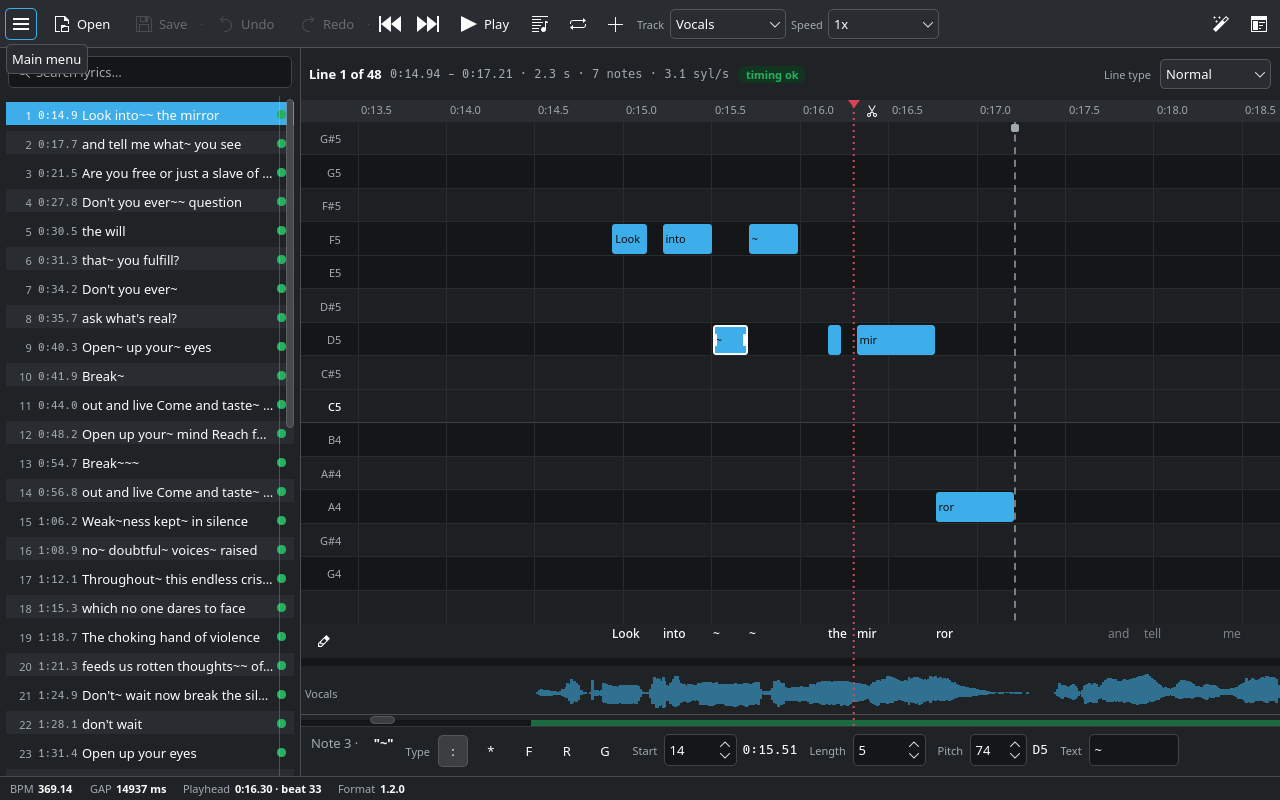 Open Save Undo Redo Play Track Vocals Speed 1x
Main menu
Search lyrics...
Line 1 of 48 0:14.94 – 0:17.21 · 2.3 s · 7 notes · 3.1 syl/s timing ok Line type Normal
0:13.5 0:14.0 0:14.5 0:15.0 0:15.5 0:16.0 0:16.5 0:17.0 0:17.5 0:18.0 0:18.5
1 0:14.9 Look into~~ the mirror
2 0:17.7 and tell me what~ you see
3 0:21.5 Are you free or just a slave of ...
4 0:27.8 Don't you ever~~ question
5 0:30.5 the will
6 0:31.3 that~ you fulfill?
7 0:34.2 Don't you ever~
8 0:35.7 ask what's real?
9 0:40.3 Open~ up your~ eyes
10 0:41.9 Break~
11 0:44.0 out and live Come and taste~ ...
12 0:48.2 Open up your~ mind Reach f...
13 0:54.7 Break~~~
14 0:56.8 out and live Come and taste~ ...
15 1:06.2 Weak~ness kept~ in silence
16 1:08.9 no~ doubtful~ voices~ raised
17 1:12.1 Throughout~ this endless cris...
18 1:15.3 which no one dares to face
19 1:18.7 The choking hand of violence
20 1:21.3 feeds us rotten thoughts~~ of...
21 1:24.9 Don't~ wait now break the sil...
22 1:28.1 don't wait
23 1:31.4 Open up your eyes
G#5
G5
F#5
F5 Look into ~
E5
D#5
D5 ~ mir
C#5
C5
B4
A#4
A4 ror
G#4
G4
Look into ~ ~ the mir ror and tell me
Vocals
Note 3 · "~" Type : * F R G Start 14 0:15.51 Length 5 Pitch 74 D5 Text ~
BPM 369.14 GAP 14937 ms Playhead 0:16.30 · beat 33 Format 1.2.0